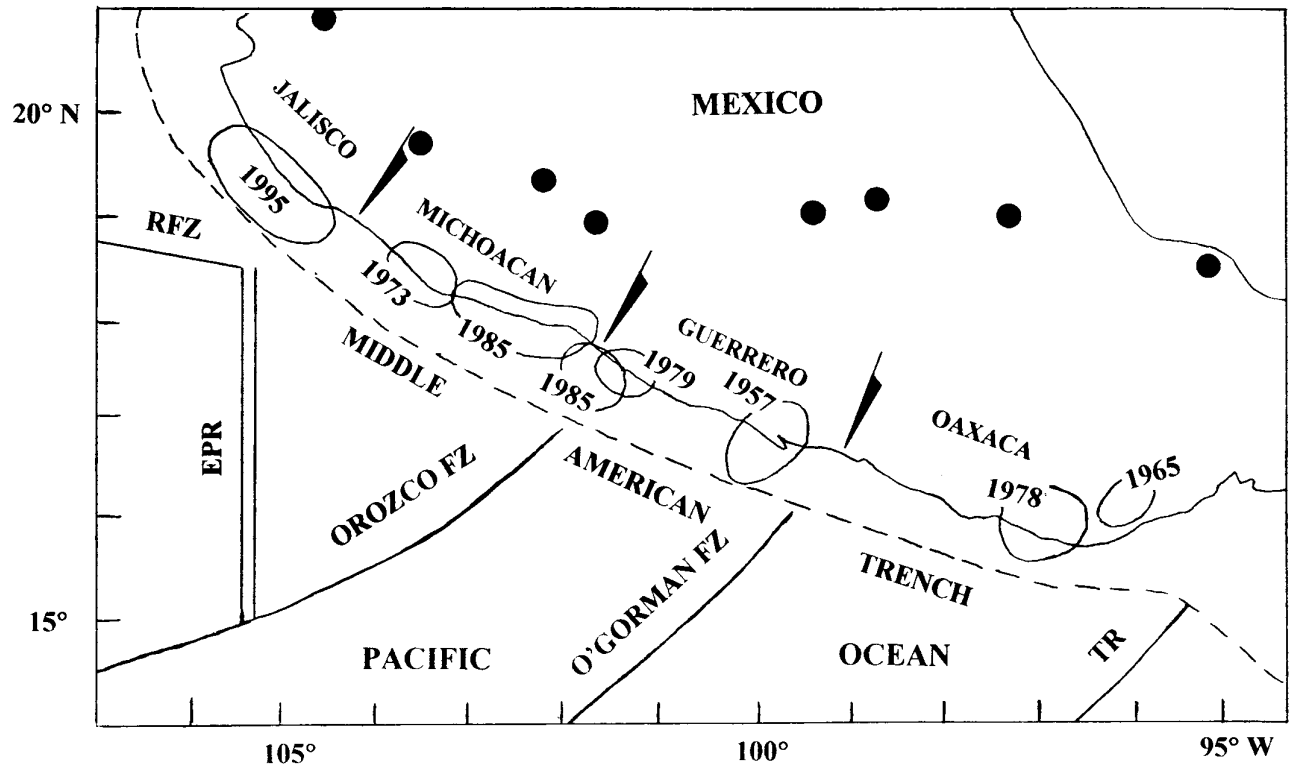 20° N
JALISCO
MEXICO
1995
RFZ
MICHOACAN
1973
1985
MIDDLE
GUERRERO
1979
1957
1985
OAXACA
EPR
OROZCO FZ
AMERICAN
1978
1965
O'GORMAN FZ
TRENCH
15°
PACIFIC
OCEAN
TR
105°
100°
95° W